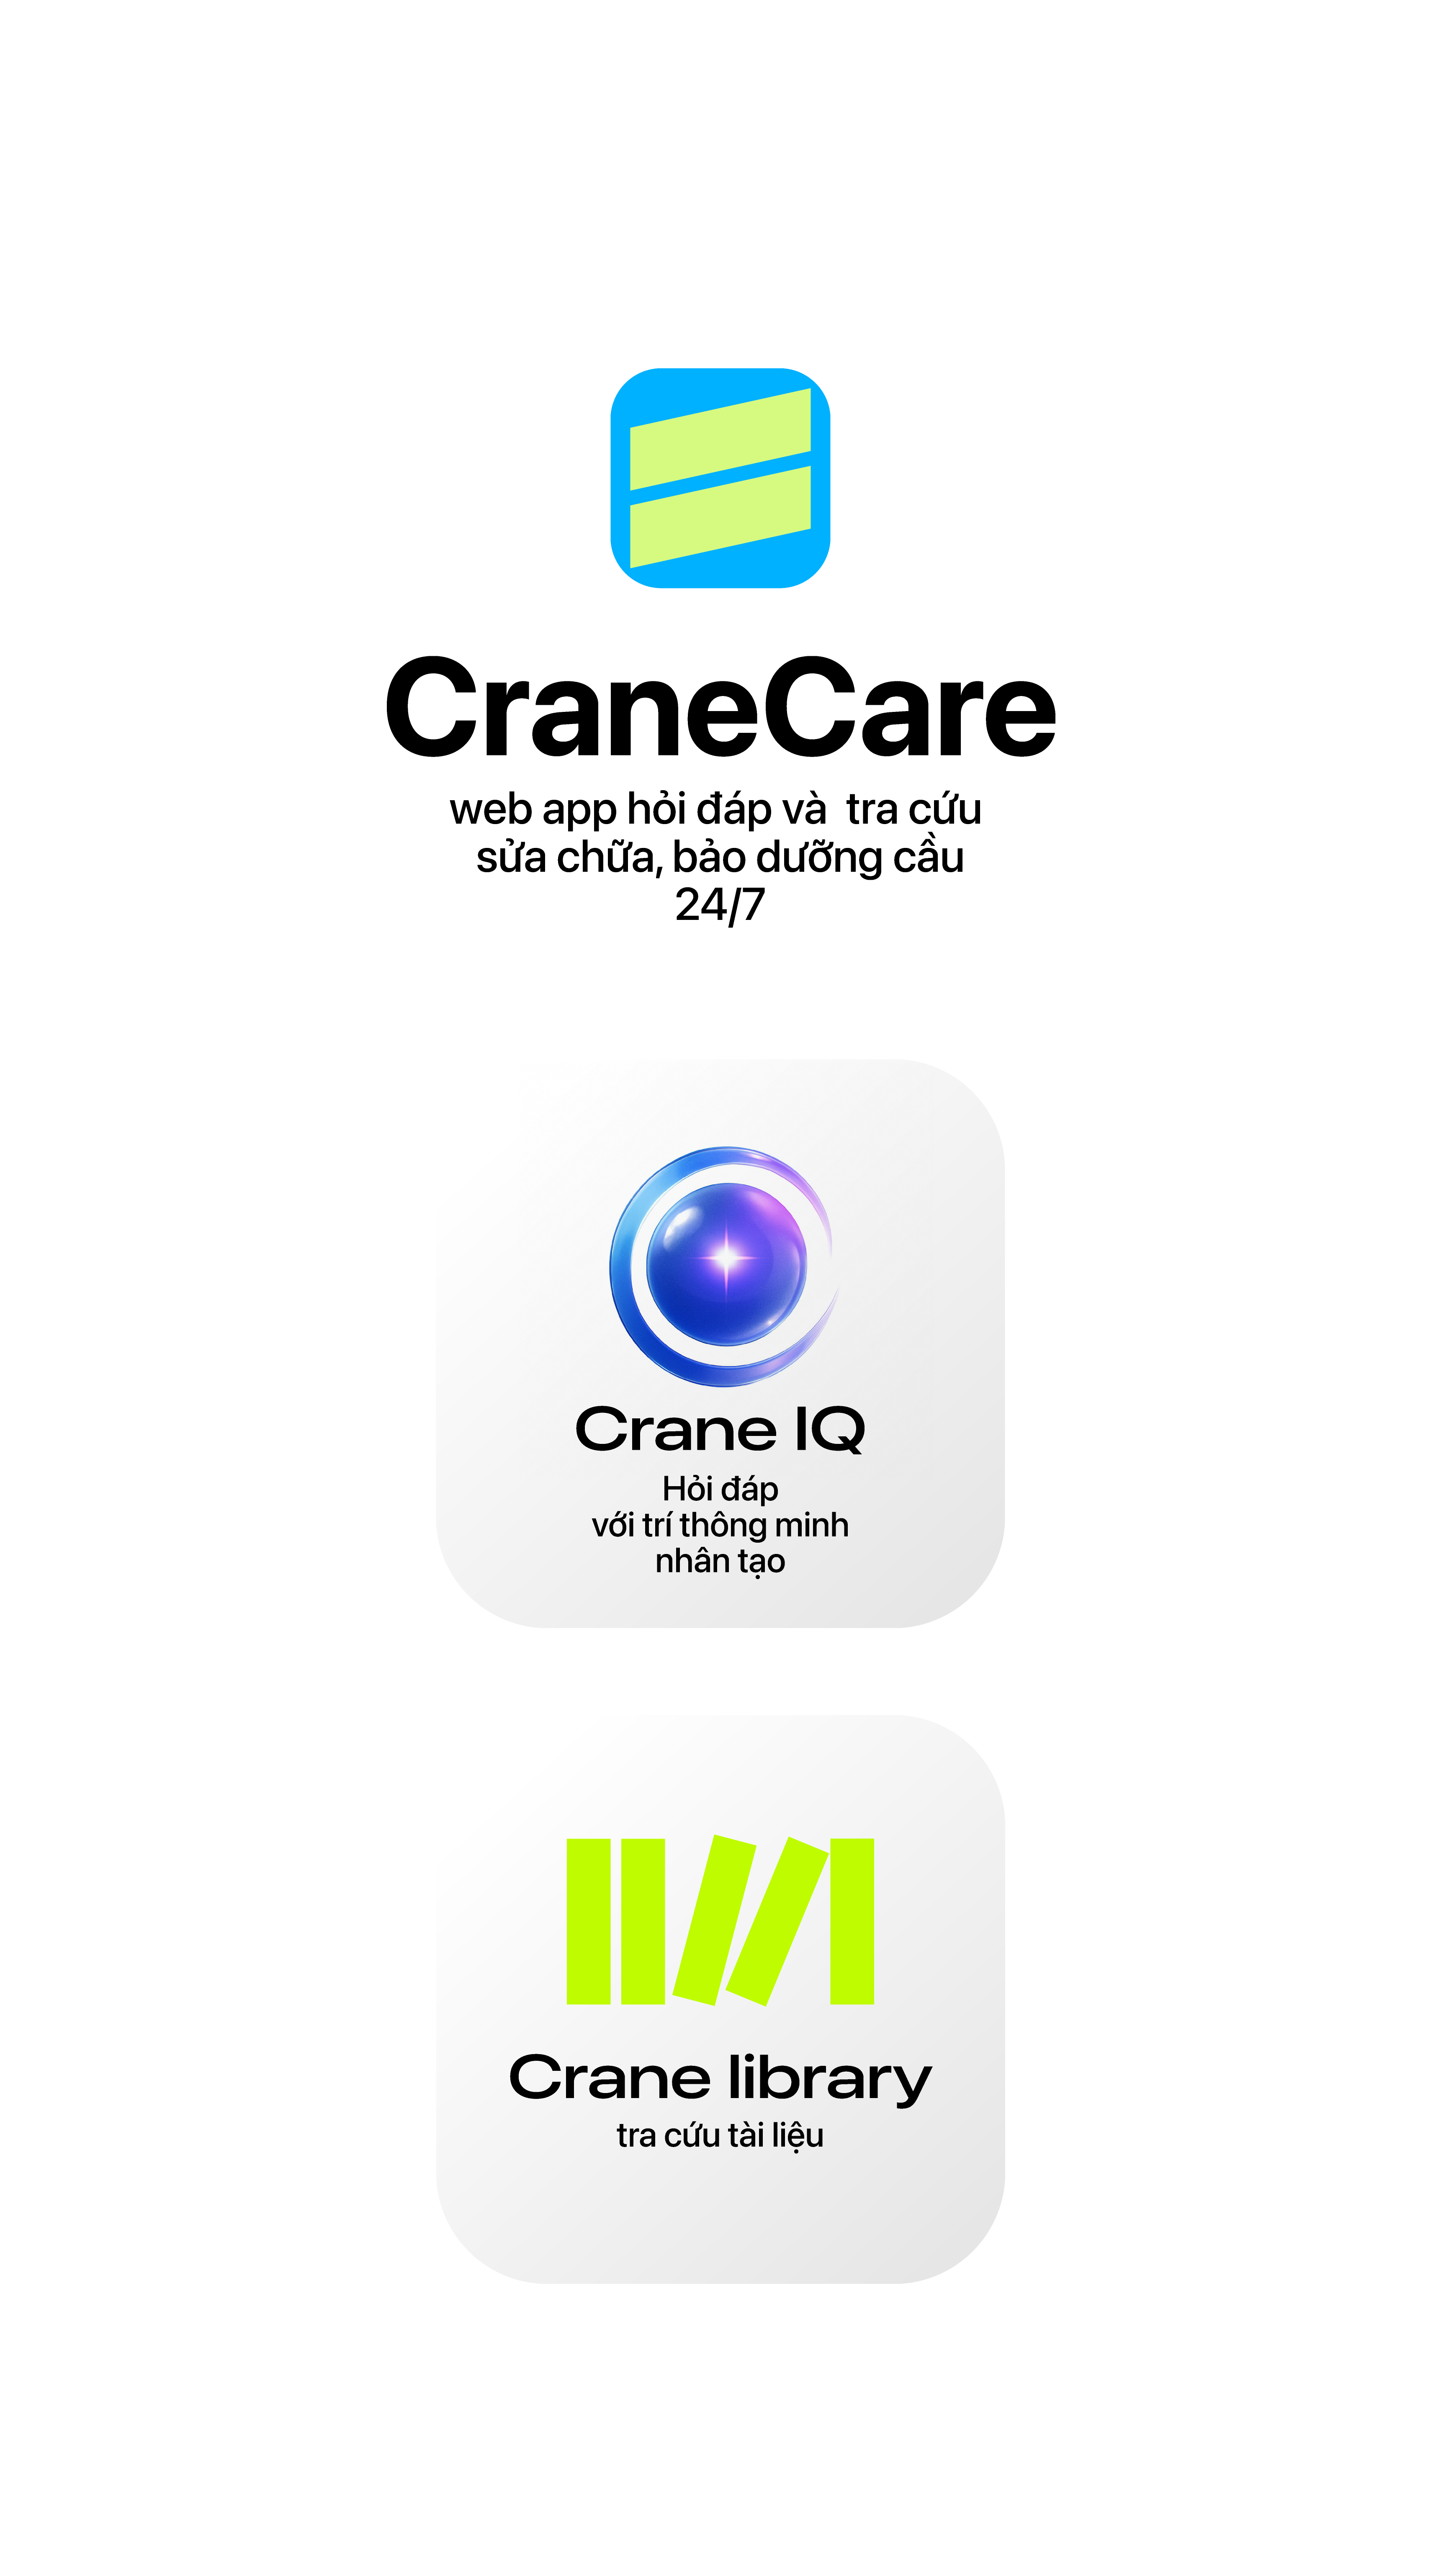 CraneCare
web app hỏi đáp và  tra cứu
sửa chữa, bảo dưỡng cầu
24/7
Crane IQ
Hỏi đáp
với trí thông minh
nhân tạo
Crane library
tra cứu tài liệu